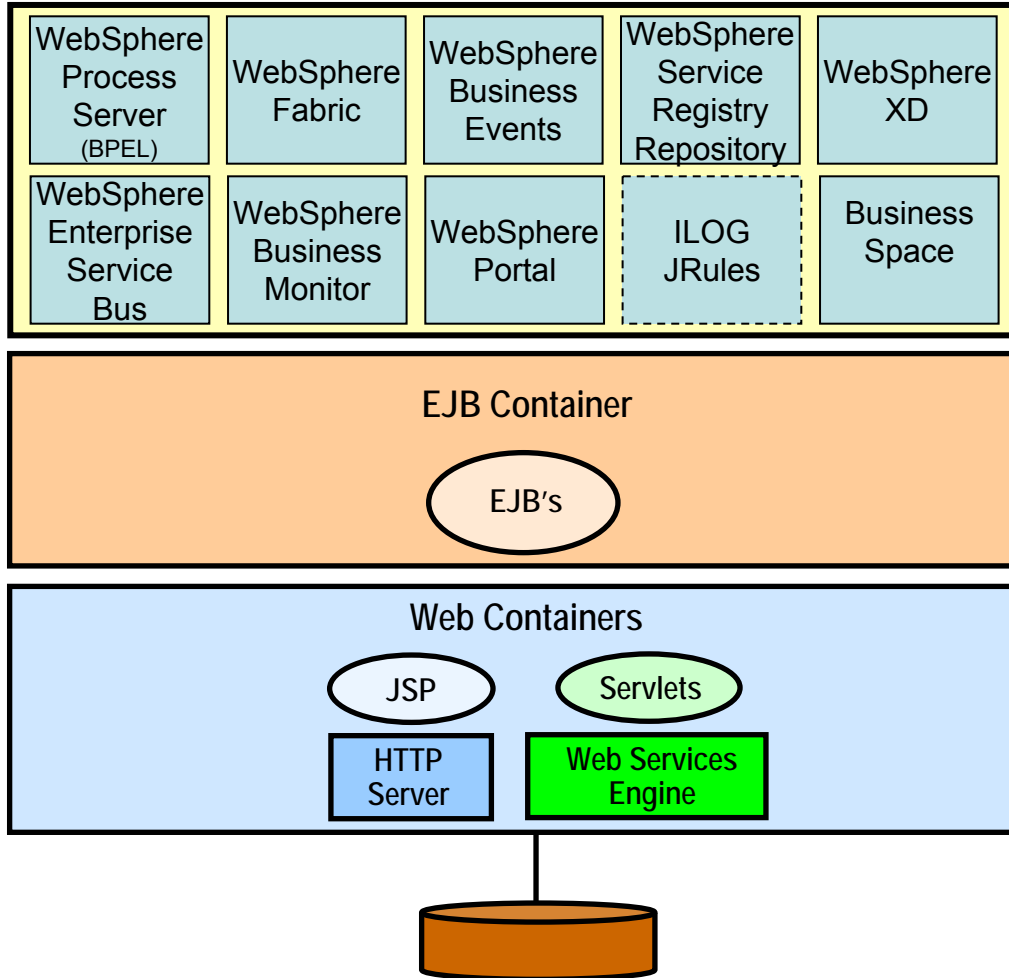 WebSphere
Process
Server
(BPEL)
WebSphere
Fabric
WebSphere
Business
Events
WebSphere
Service
Registry
Repository
WebSphere
XD
WebSphere
Enterprise
Service
Bus
WebSphere
Business
Monitor
WebSphere
Portal
ILOG
JRules
Business
Space
EJB Container
EJB's
Web Containers
JSP
Servlets
HTTP
Server
Web Services
Engine